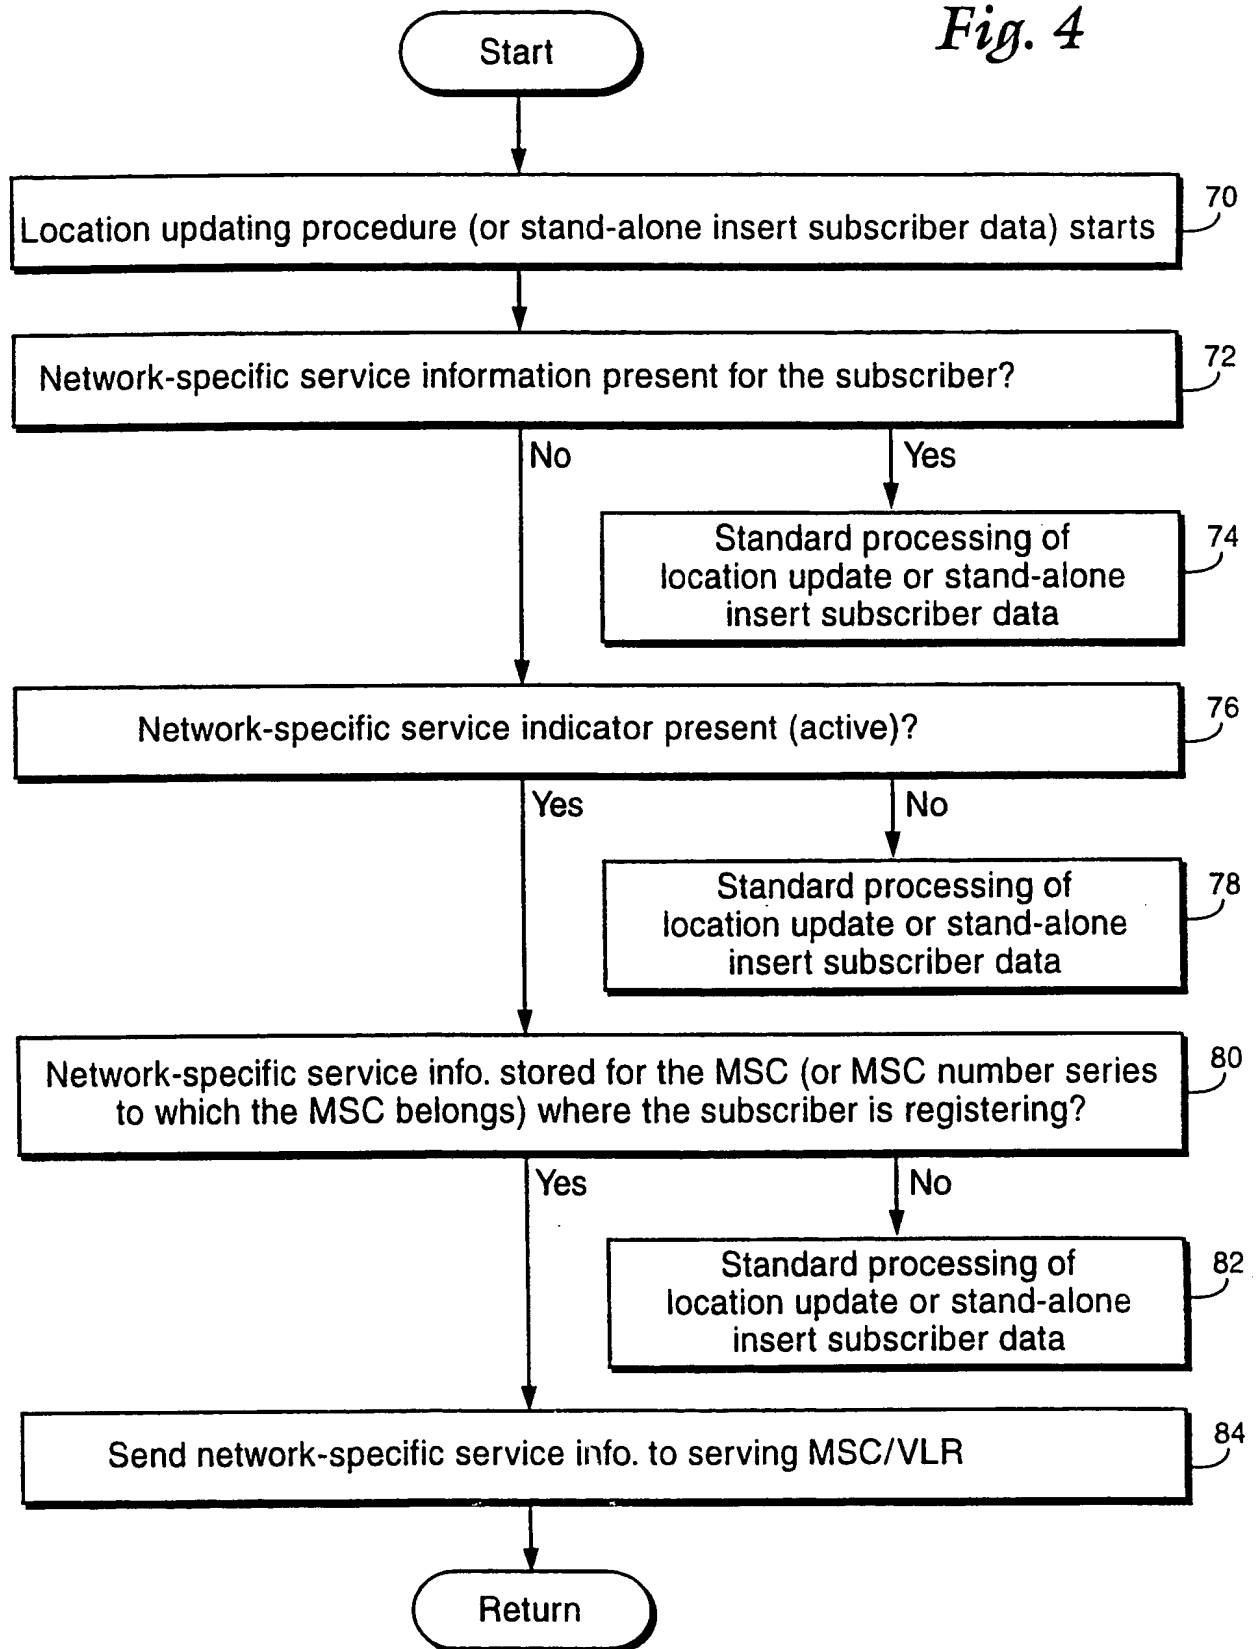 Fig. 4
Start
Location updating procedure (or stand-alone insert subscriber data) starts
70
Network-specific service information present for the subscriber?
72
No
Yes
Standard processing of
location update or stand-alone
insert subscriber data
74
Network-specific service indicator present (active)?
76
Yes
No
Standard processing of
location update or stand-alone
insert subscriber data
78
Network-specific service info. stored for the MSC (or MSC number series
to which the MSC belongs) where the subscriber is registering?
80
Yes
No
Standard processing of
location update or stand-alone
insert subscriber data
82
Send network-specific service info. to serving MSC/VLR
84
Return